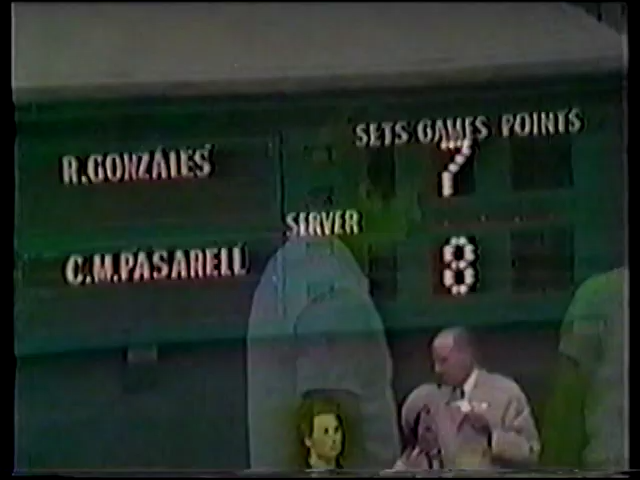 SETS GAMES POINTS
R.GONZALES 7
SERVER
C.M.PASARELL 8